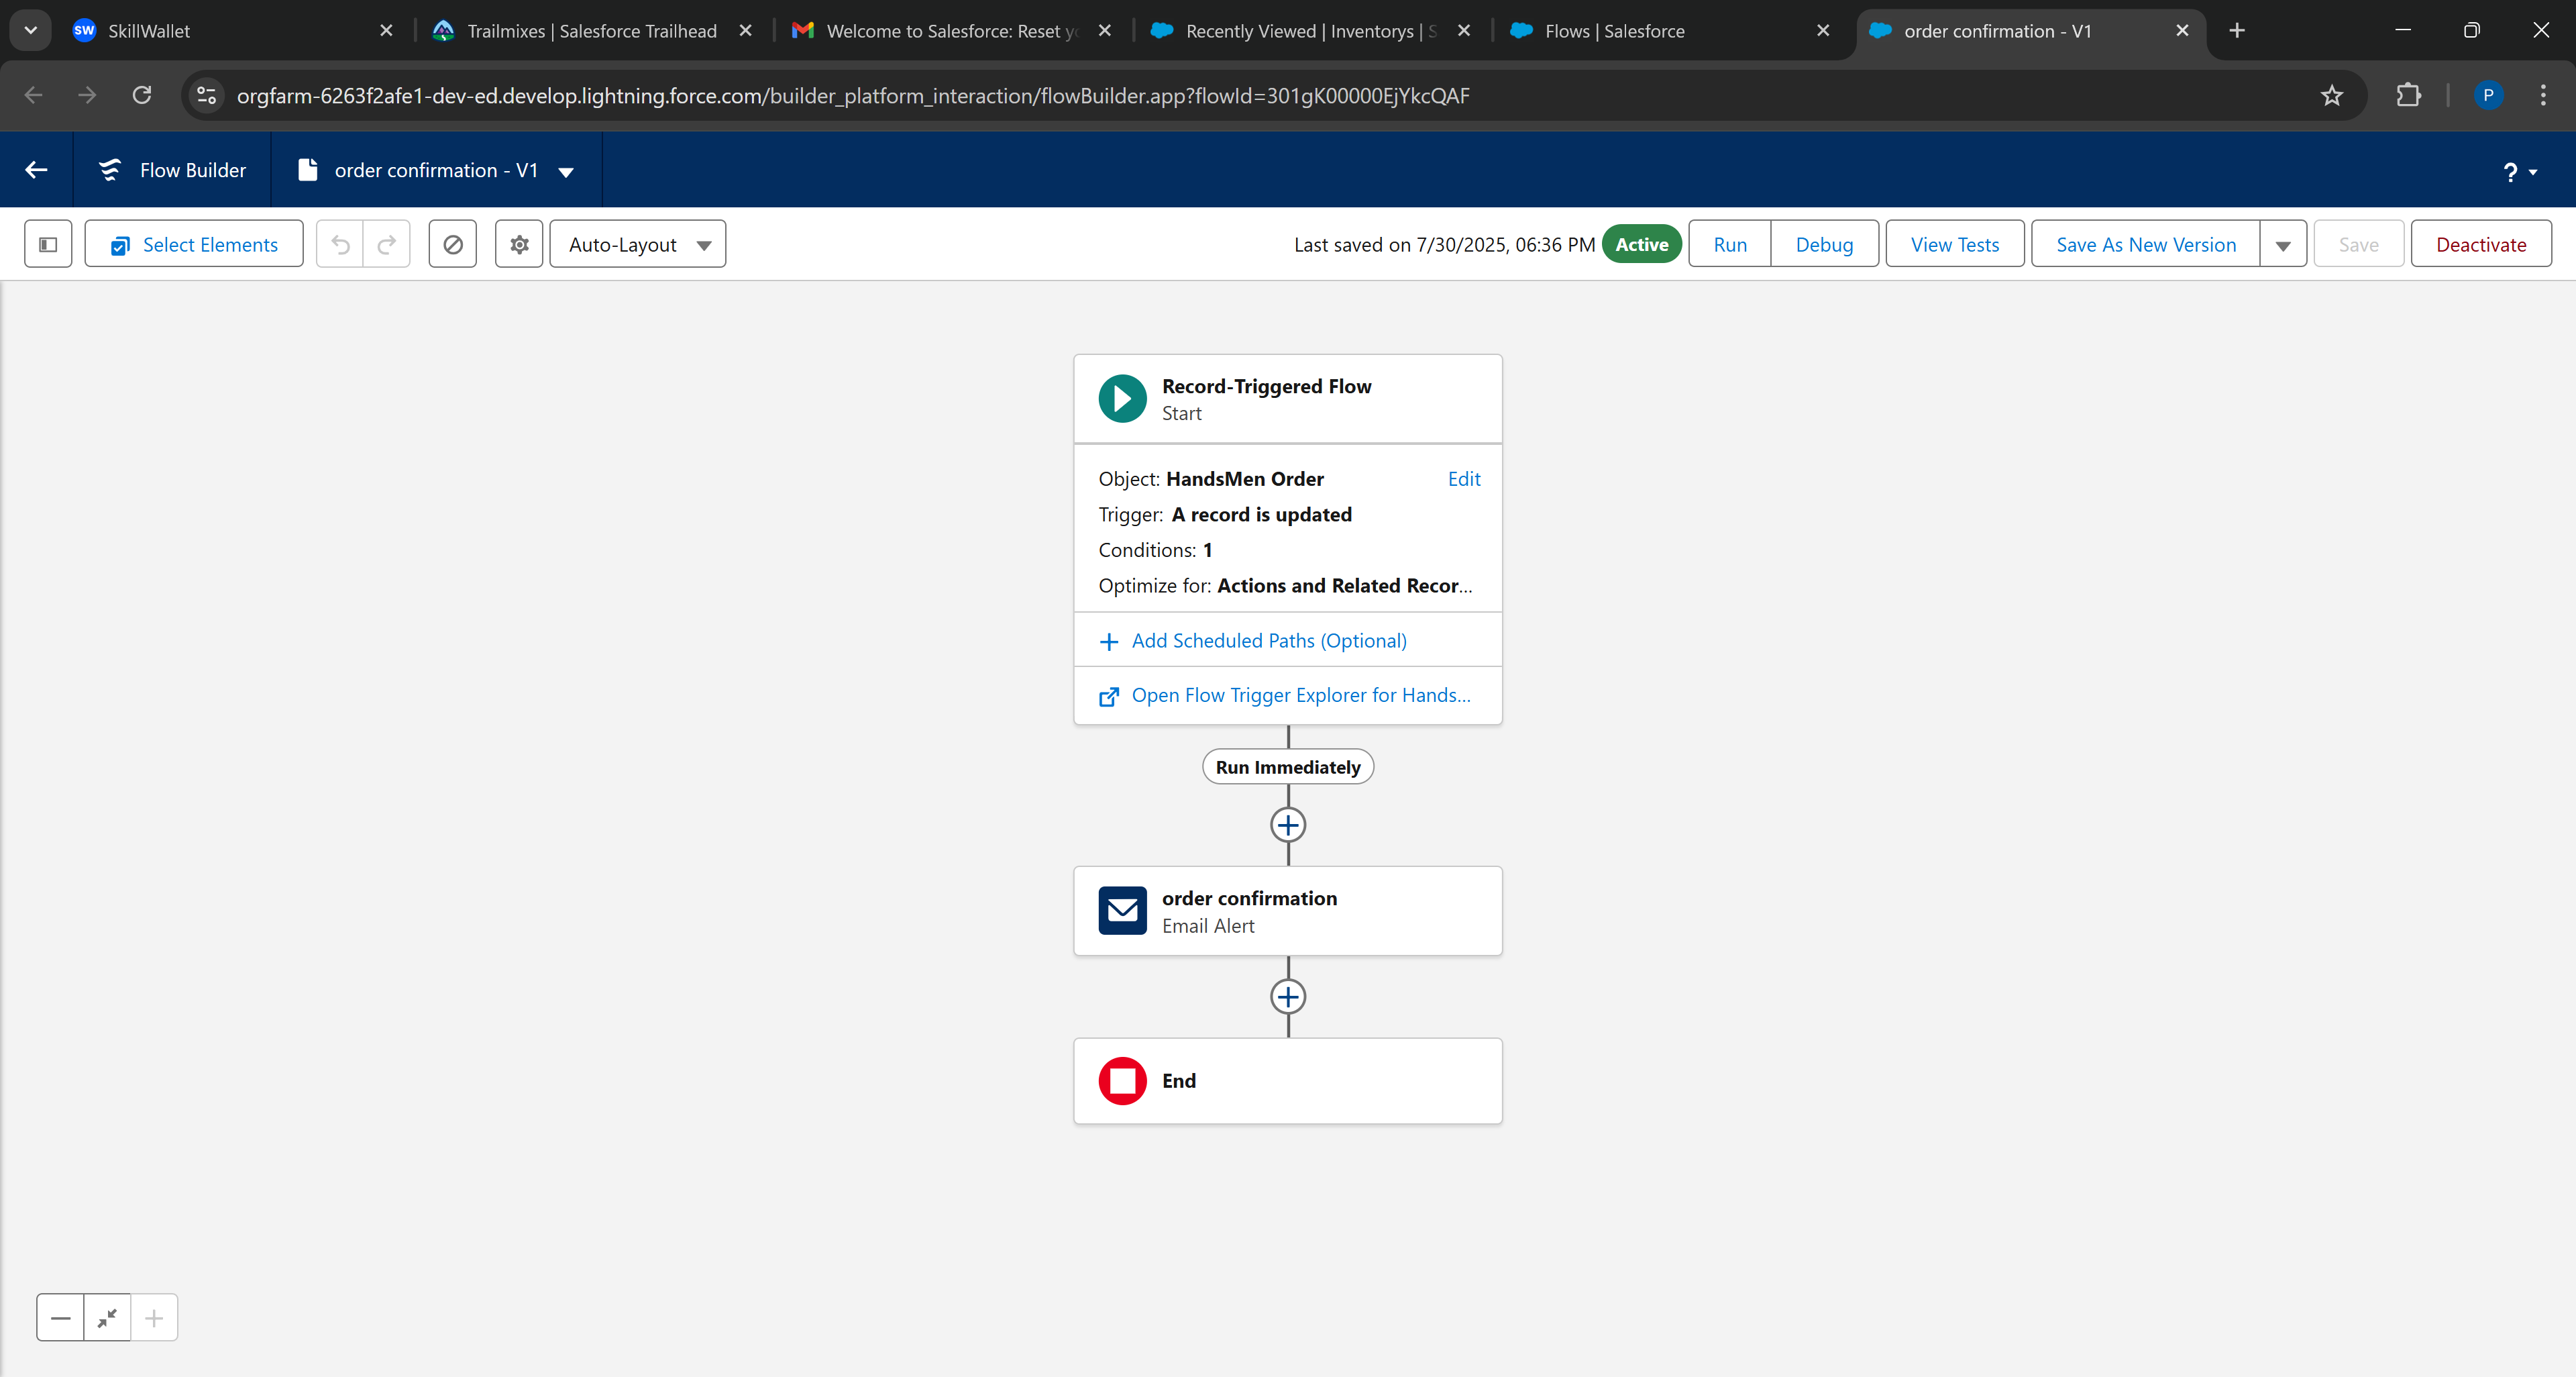 SW SkillWallet
Trailmixes | Salesforce Trailhead
Welcome to Salesforce: Reset yo
Recently Viewed | Inventorys | S
Flows | Salesforce
order confirmation - V1
orgfarm-6263f2afe1-dev-ed.develop.lightning.force.com/builder_platform_interaction/flowBuilder.app?flowId=301gK00000EjYkcQAF
P
Flow Builder
order confirmation - V1
?
Select Elements
Auto-Layout
Last saved on 7/30/2025, 06:36 PM
Active
Run
Debug
View Tests
Save As New Version
Save
Deactivate
Record-Triggered Flow
Start
Object: HandsMen Order
Edit
Trigger: A record is updated
Conditions: 1
Optimize for: Actions and Related Recor...
Add Scheduled Paths (Optional)
Open Flow Trigger Explorer for Hands...
Run Immediately
order confirmation
Email Alert
End